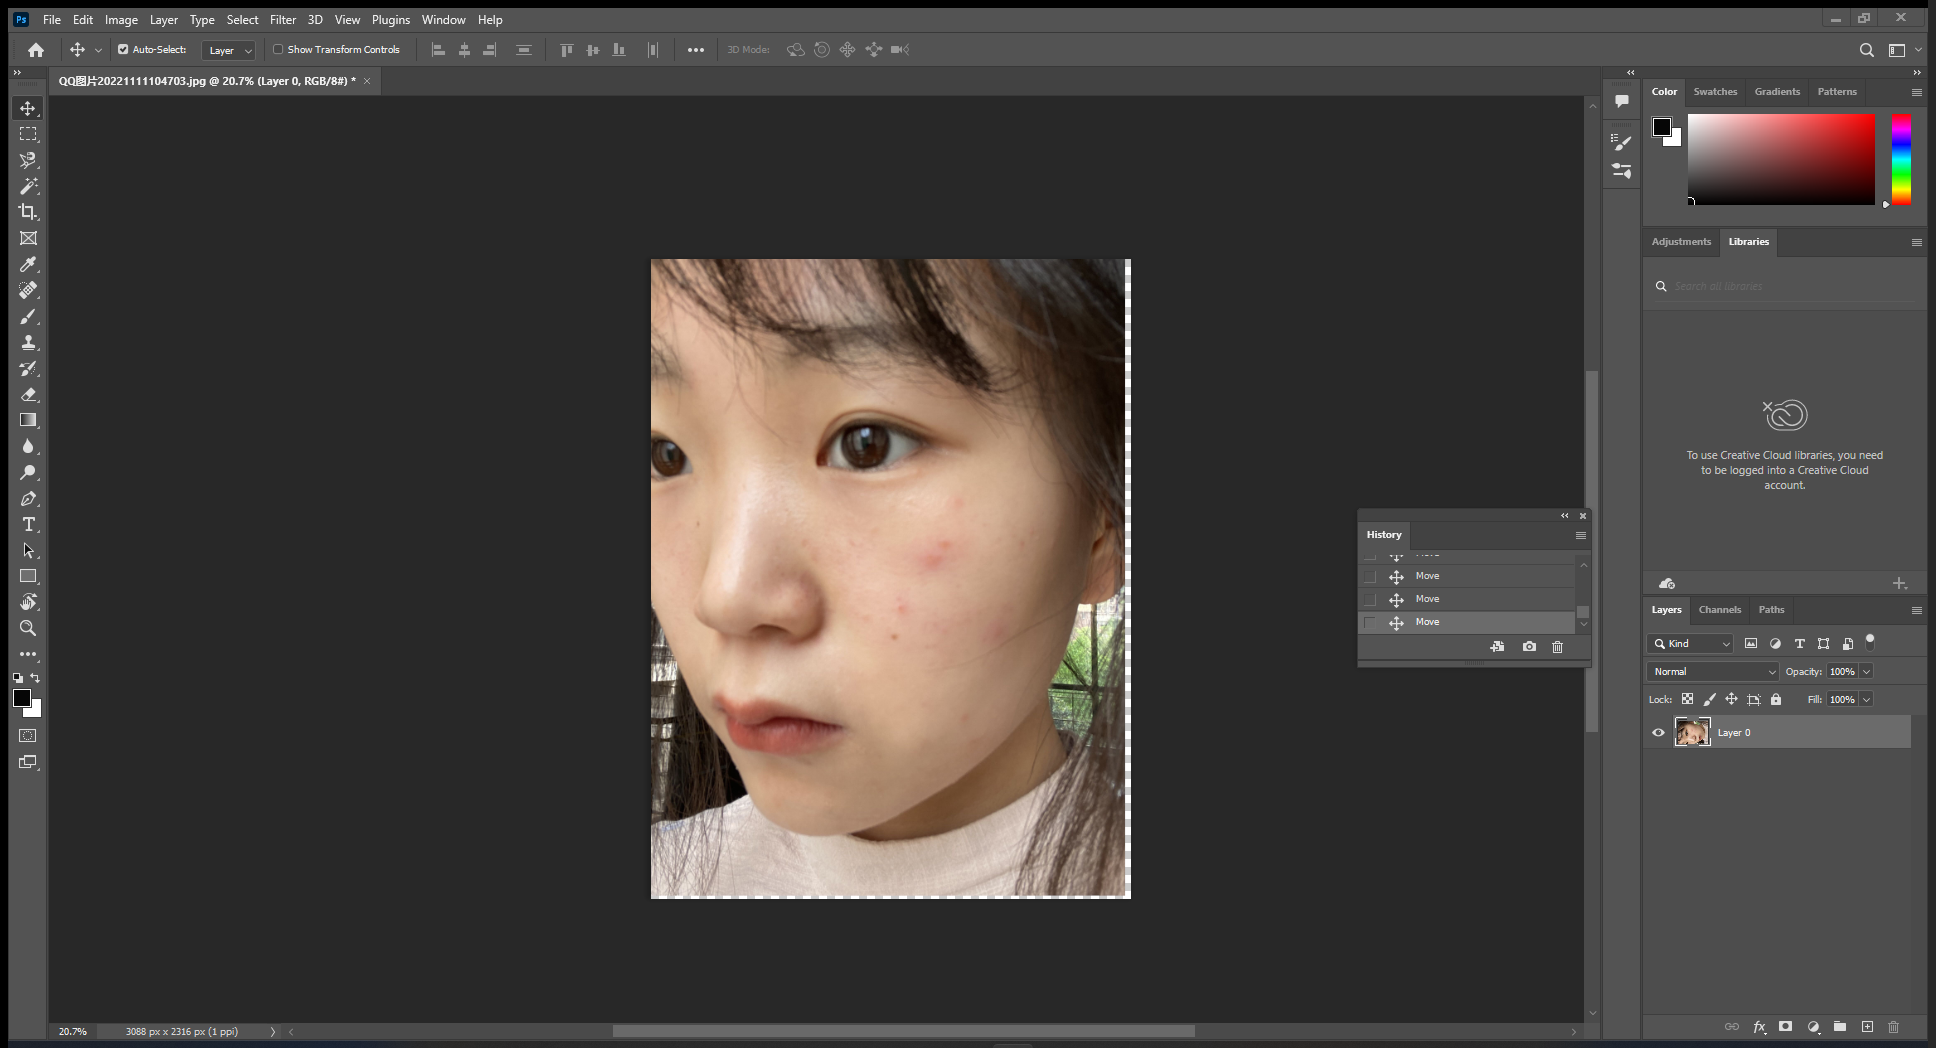 Ps File Edit Image Layer Type Select Filter 3D View Plugins Window Help
Auto-Select: Layer Show Transform Controls 3D Mode:
QQ图片20221111104703.jpg @ 20.7% (Layer 0, RGB/8#) *
Color Swatches Gradients Patterns
Adjustments Libraries
Search all libraries
To use Creative Cloud libraries, you need
to be logged into a Creative Cloud
account.
History
Move
Move
Move
Move
Layers Channels Paths
Kind
Normal Opacity: 100%
Lock: Fill: 100%
Layer 0
fx
20.7% 3088 px x 2316 px (1 ppi)